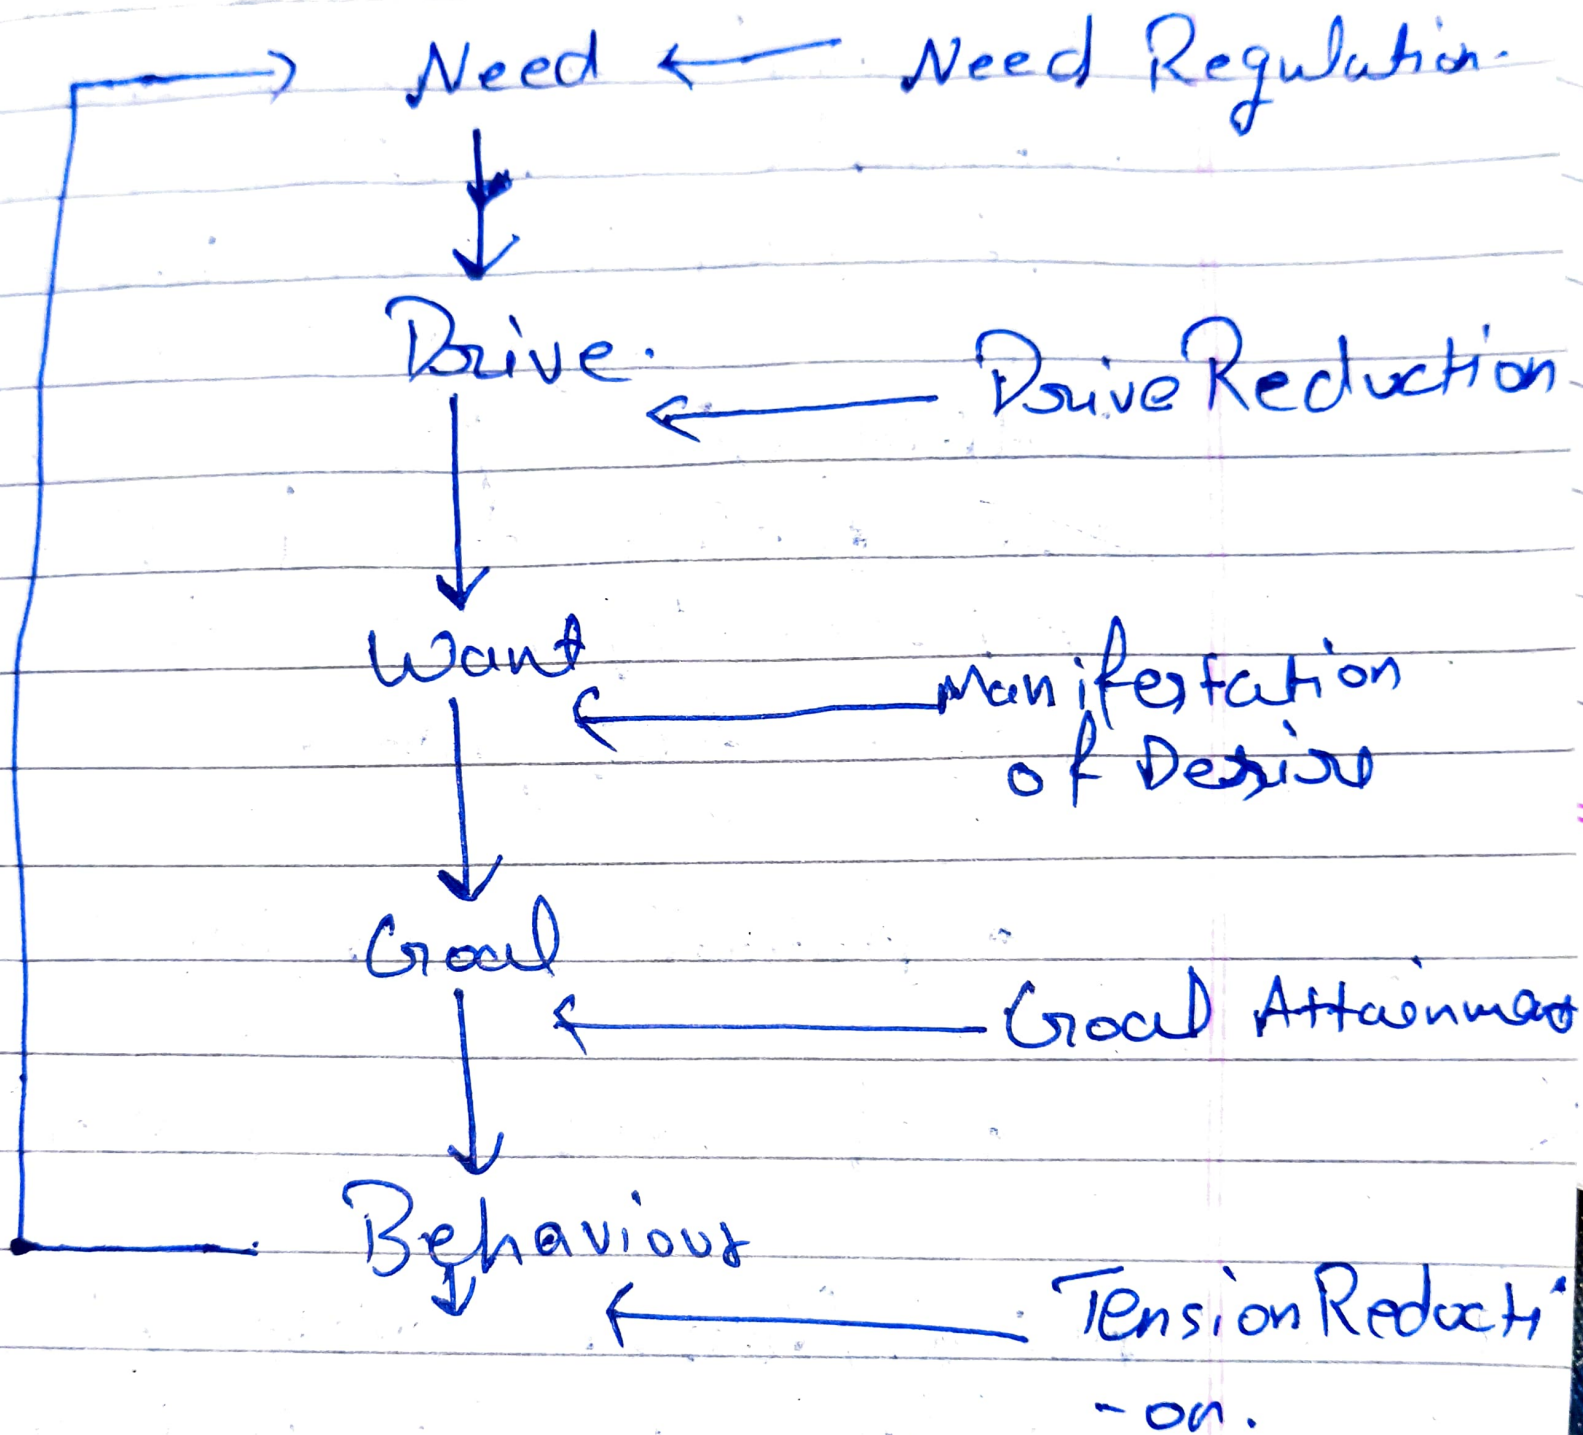 Need Need Regulation.
Drive.
Drive Reduction
Want
Manifestation
of Desire
Goal
Goal Attainment
Behaviour
Tension Reducti
-on.